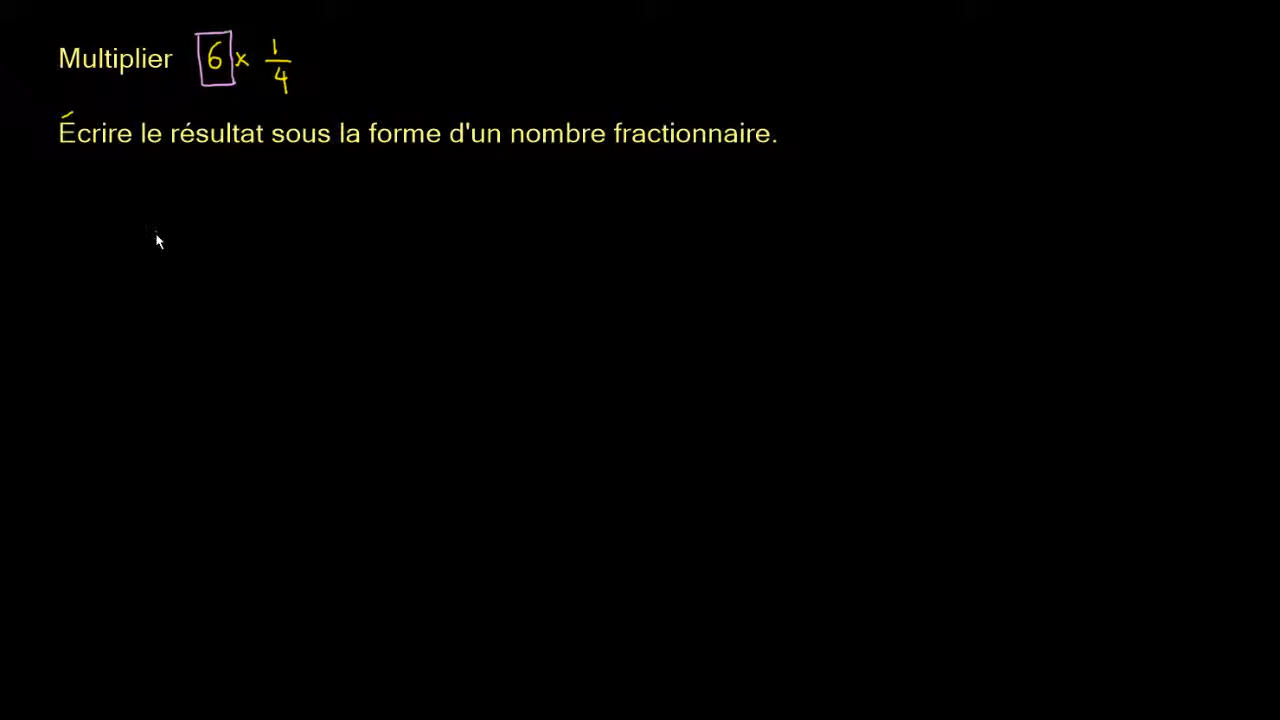 Multiplier 6 x 1/4
Écrire le résultat sous la forme d'un nombre fractionnaire.